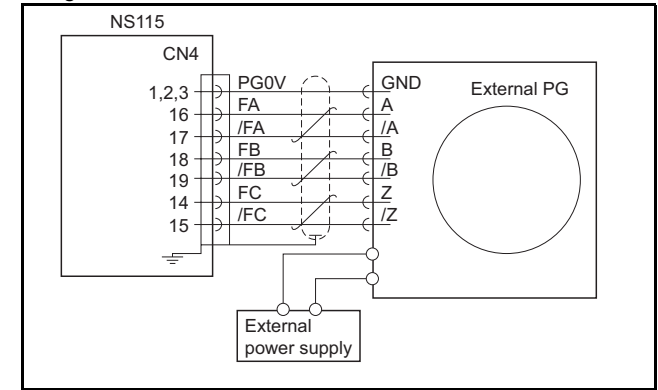 NS115
CN4
1,2,3 PG0V GND
External PG
16 FA A
17 /FA /A
18 FB B
19 /FB /B
14 FC Z
15 /FC /Z
External
power supply